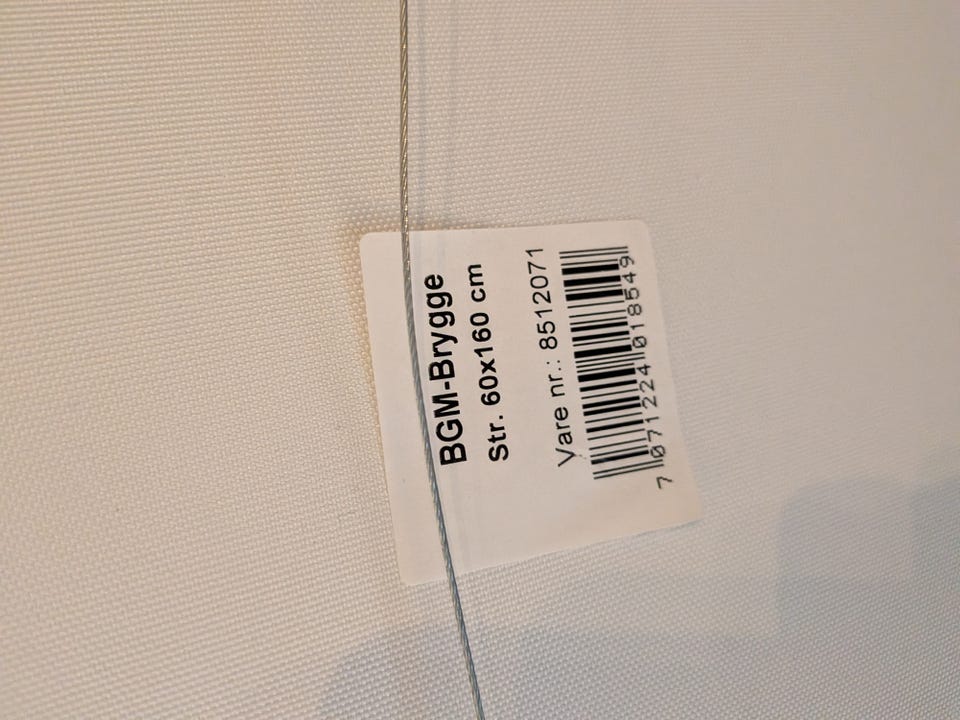 BGM-Brygge
Str. 60x160 cm
Vare nr.: 8512071
7 071224 018549